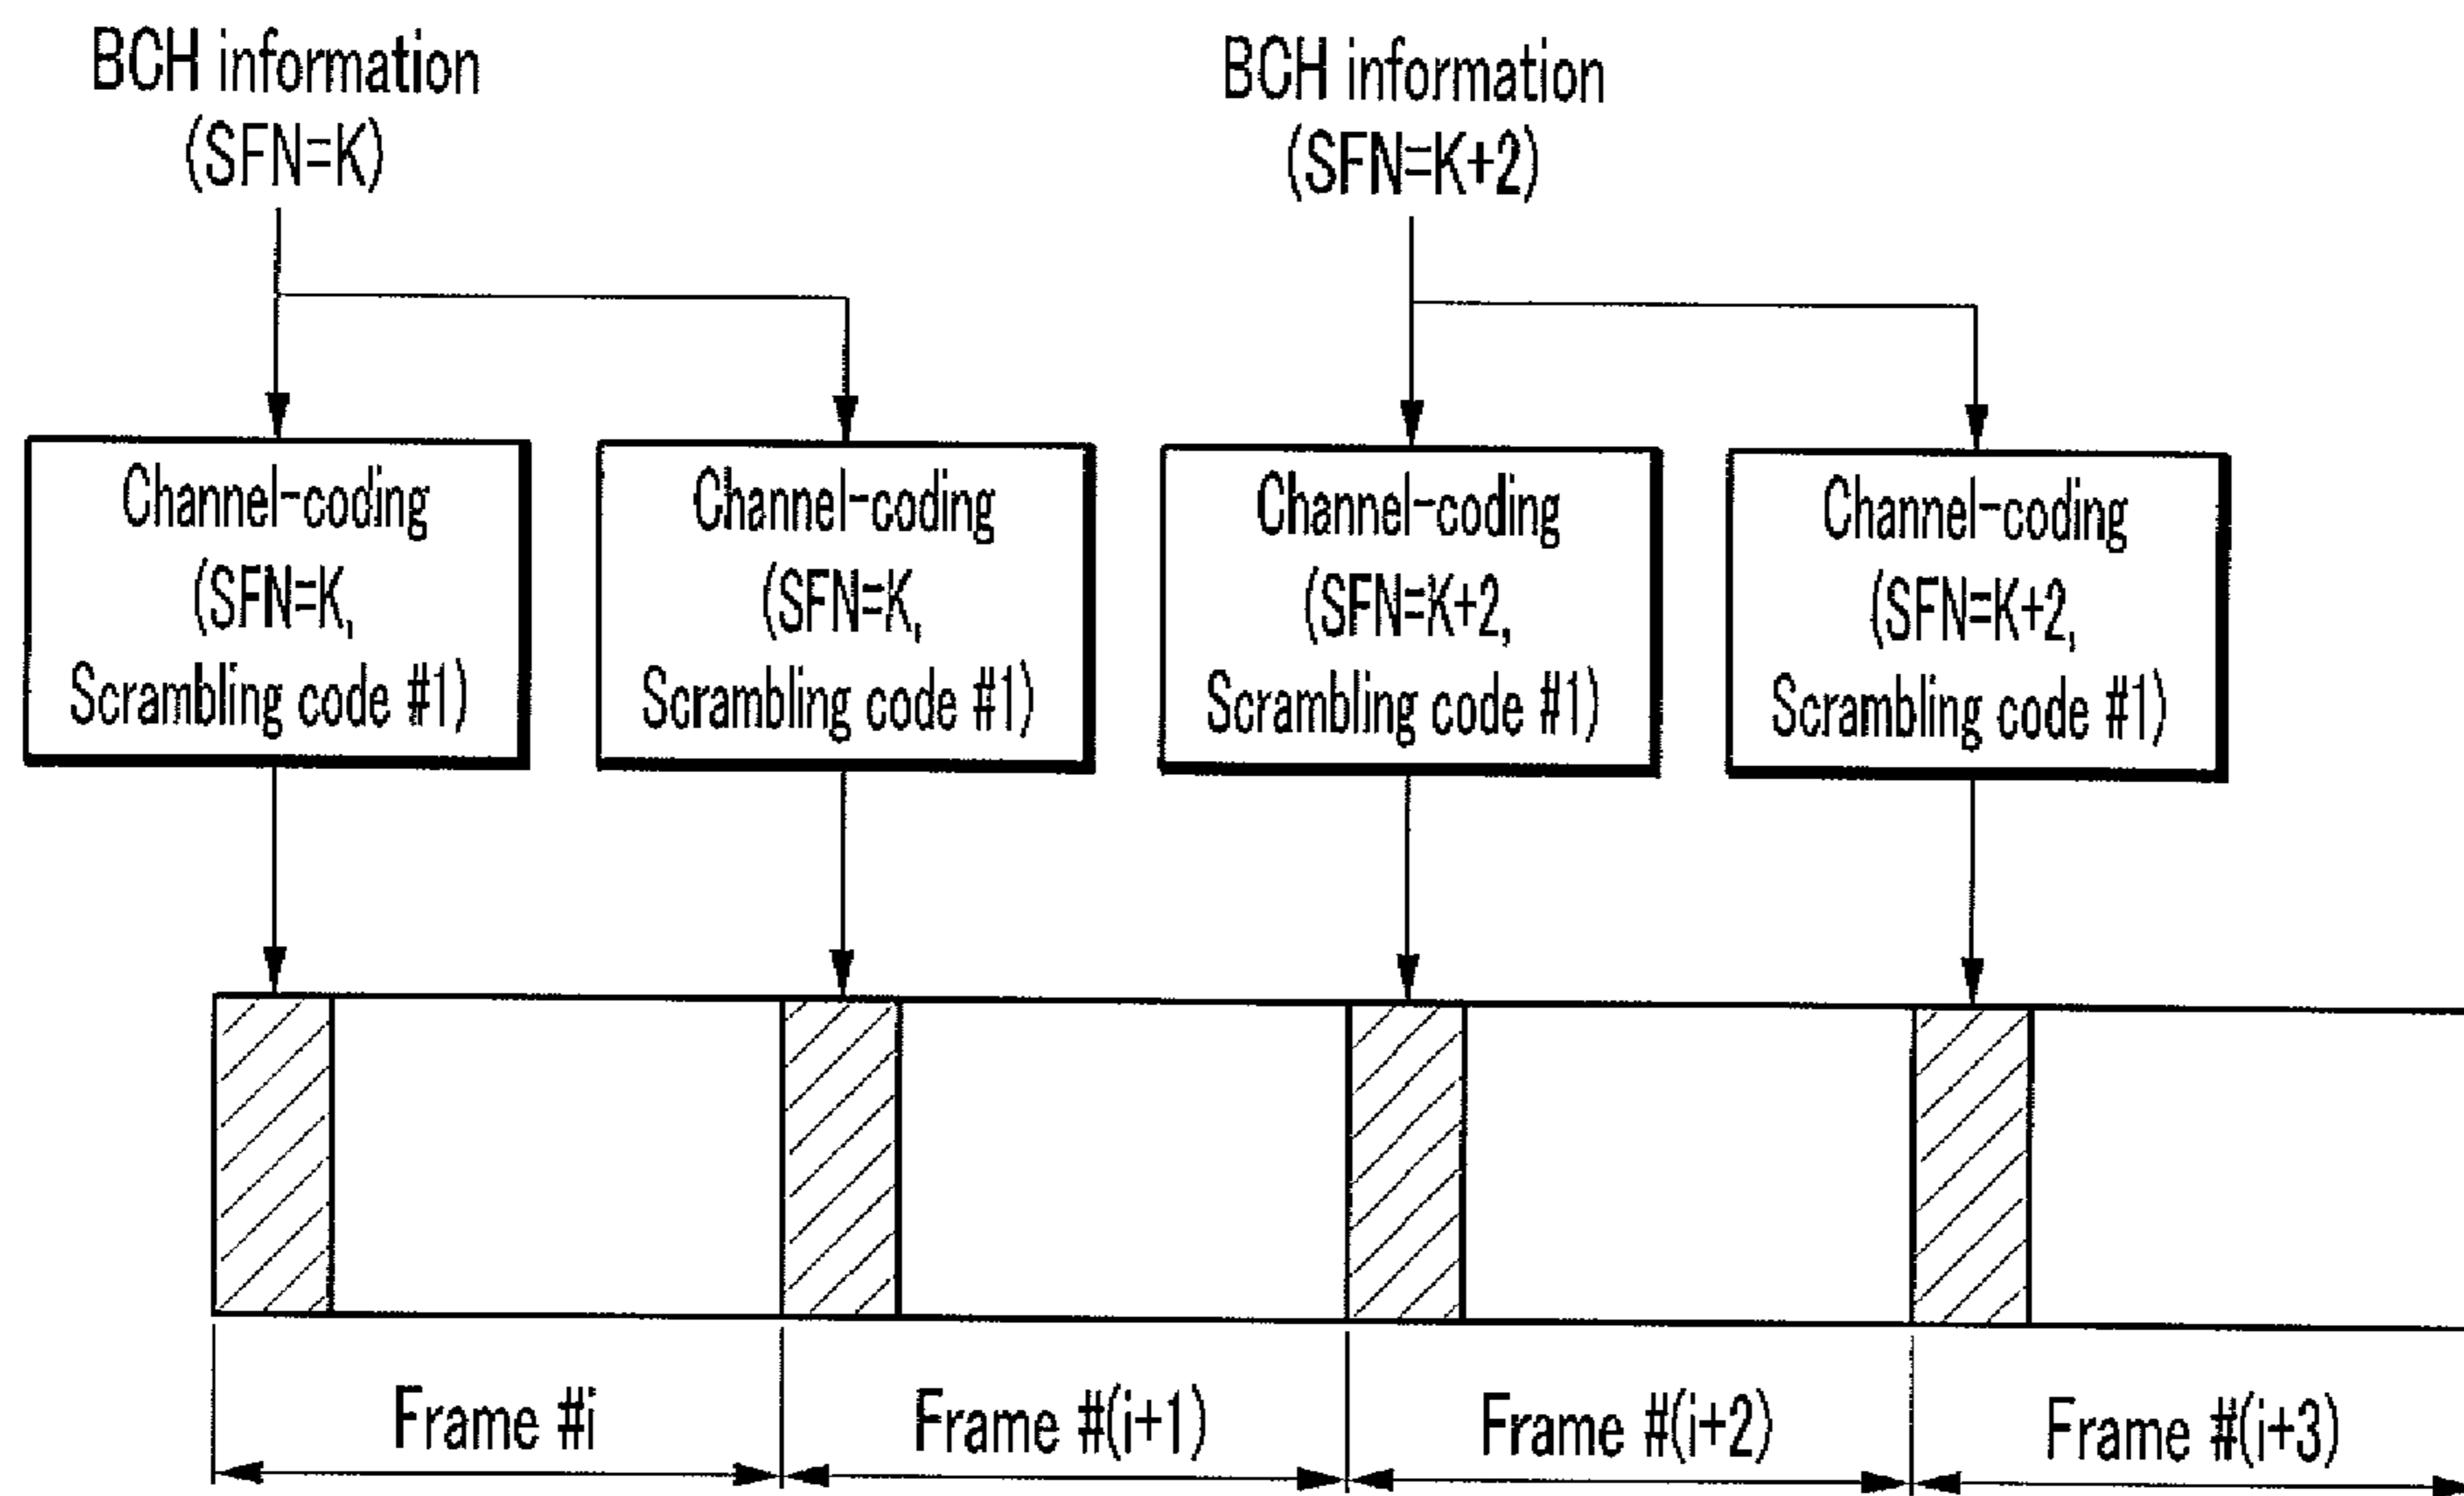 BCH information
(SFN=K)
BCH information
(SFN=K+2)
Channel-coding
(SFN=K,
Scrambling code #1)
Channel-coding
(SFN=K,
Scrambling code #1)
Channel-coding
(SFN=K+2,
Scrambling code #1)
Channel-coding
(SFN=K+2,
Scrambling code #1)
Frame #i
Frame #(i+1)
Frame #(i+2)
Frame #(i+3)